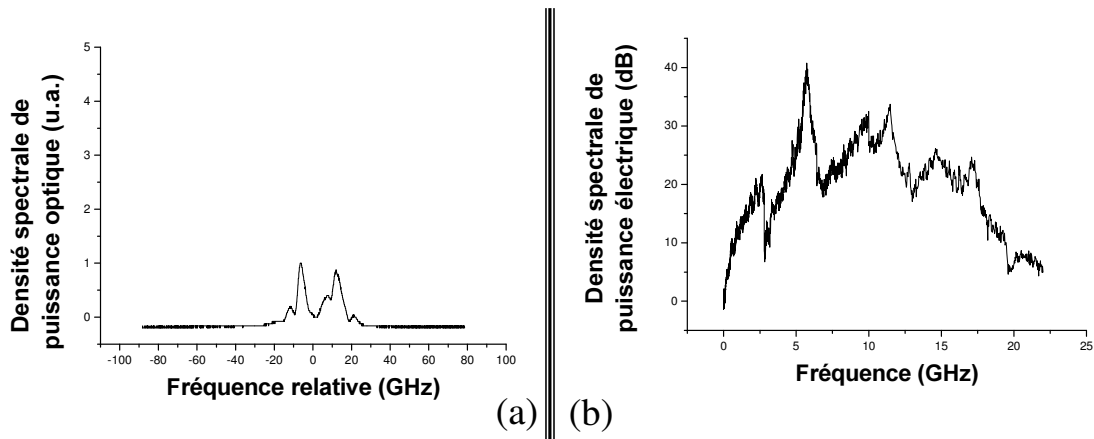 Densité spectrale de
puissance optique (u.a.)
5
4
3
2
1
0
-100 -80 -60 -40 -20 0 20 40 60 80 100
Fréquence relative (GHz)
(a)
Densité spectrale de
puissance électrique (dB)
40
30
20
10
0
0 5 10 15 20 25
Fréquence (GHz)
(b)